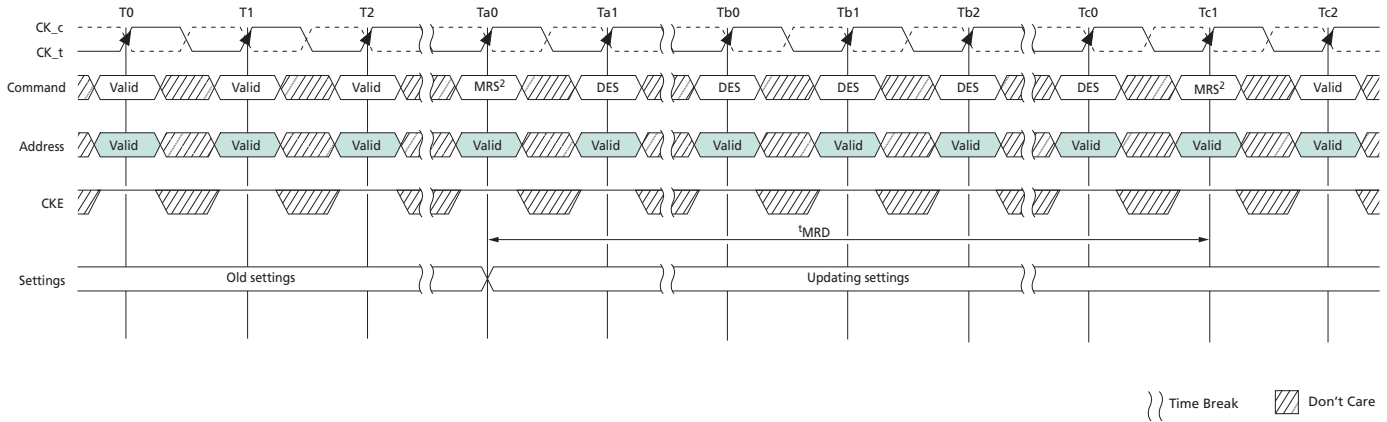 T0 T1 T2 Ta0 Ta1 Tb0 Tb1 Tb2 Tc0 Tc1 Tc2
CK_c
CK_t
Command Valid Valid Valid MRS² DES DES DES DES DES MRS² Valid
Address Valid Valid Valid Valid Valid Valid Valid Valid Valid Valid Valid
CKE
tMRD
Settings Old settings Updating settings
Time Break Don't Care